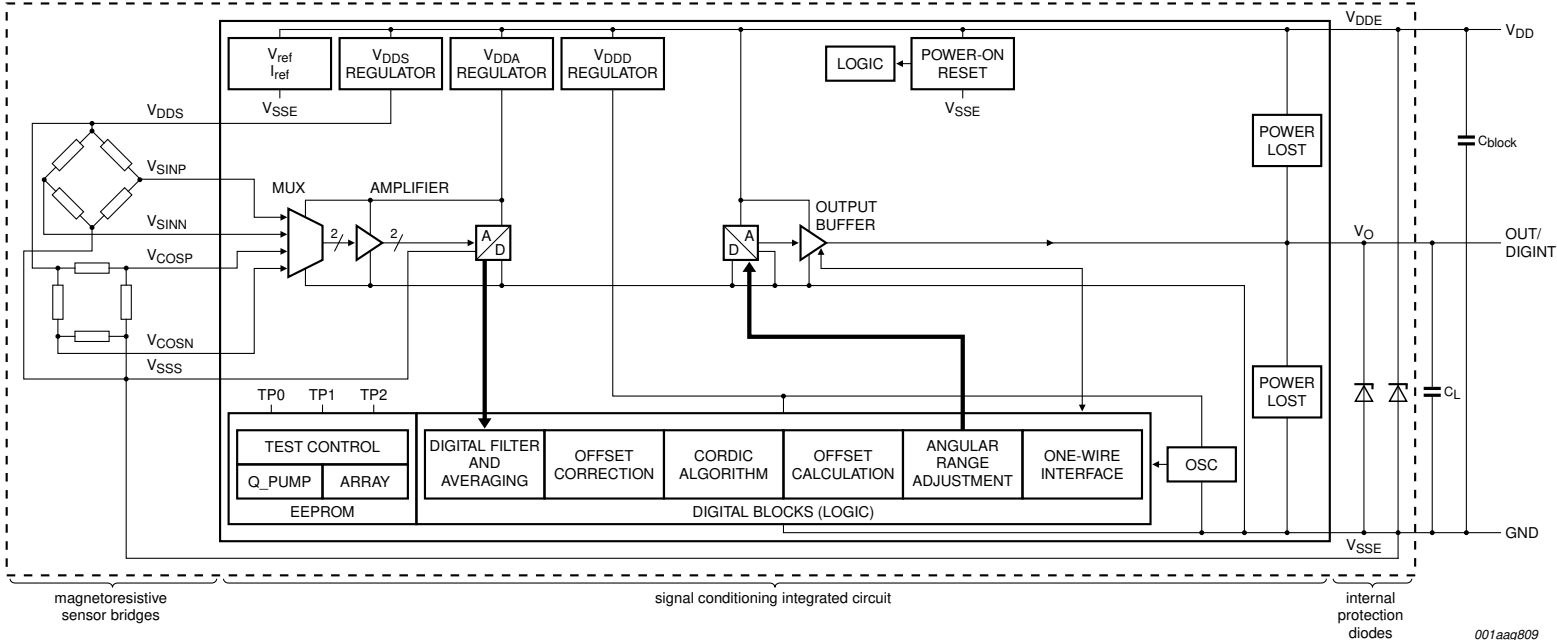 VDDE
VDD
Vref
Iref
VDDS
REGULATOR
VDDA
REGULATOR
VDDD
REGULATOR
LOGIC
POWER-ON
RESET
VSSE
VSSE
VDDS
POWER
LOST
Cblock
VSINP
MUX
AMPLIFIER
OUTPUT
BUFFER
VSINN
2
2
A
D
A
D
VO
OUT/
DIGINT
VCOSP
VCOSN
VSSS
TP0
TP1
TP2
POWER
LOST
CL
TEST CONTROL
Q_PUMP
ARRAY
EEPROM
DIGITAL FILTER
AND
AVERAGING
OFFSET
CORRECTION
CORDIC
ALGORITHM
OFFSET
CALCULATION
ANGULAR
RANGE
ADJUSTMENT
ONE-WIRE
INTERFACE
DIGITAL BLOCKS (LOGIC)
OSC
GND
VSSE
magnetoresistive
sensor bridges
signal conditioning integrated circuit
internal
protection
diodes
001aag809